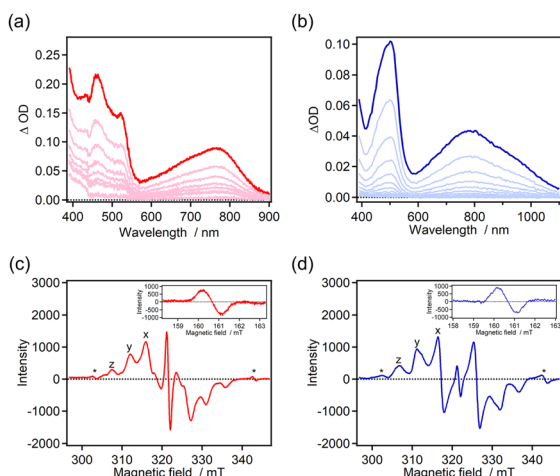 (a)
0.25
0.20
0.15
0.10
0.05
0.00
Δ OD
400 500 600 700 800 900
Wavelength / nm
(b)
0.10
0.08
0.06
0.04
0.02
0.00
ΔOD
400 600 800 1000
Wavelength / nm
(c)
3000
2000
1000
0
-1000
-2000
Intensity
* z y x *
300 310 320 330 340
Magnetic field / mT
1000
500
0
-500
-1000
Intensity
159 160 161 162 163
Magnetic field / mT
(d)
3000
2000
1000
0
-1000
-2000
Intensity
* z y x *
300 310 320 330 340
Magnetic field / mT
1000
500
0
-500
-1000
Intensity
158 159 160 161 162 163
Magnetic field / mT